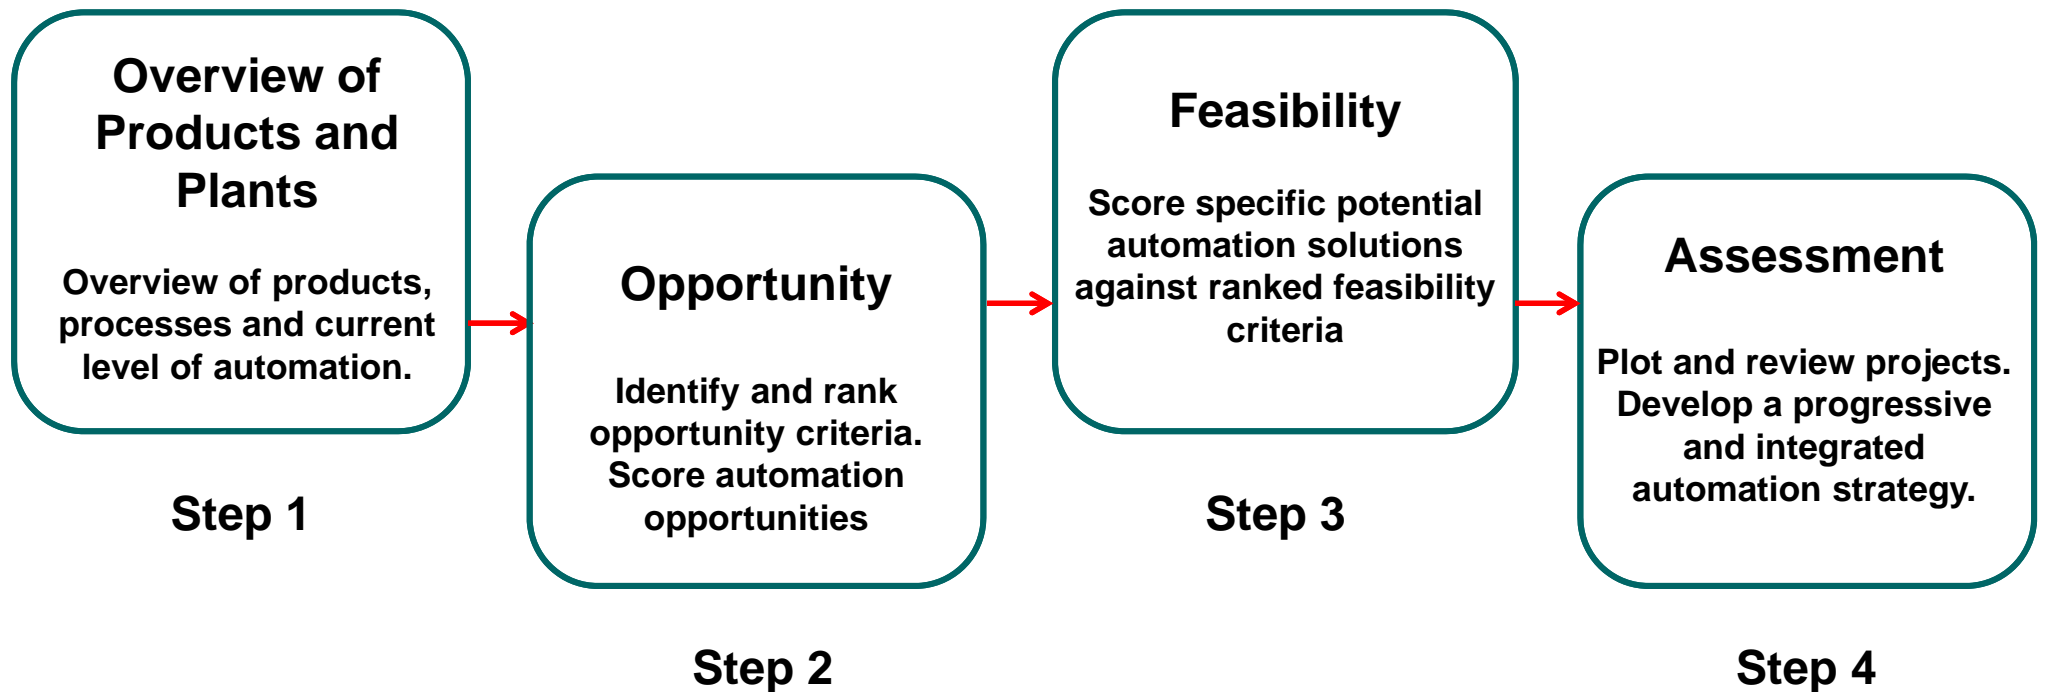 Overview of
Products and
Plants
Overview of products,
processes and current
level of automation.
Step 1
Opportunity
Identify and rank
opportunity criteria.
Score automation
opportunities
Step 2
Feasibility
Score specific potential
automation solutions
against ranked feasibility
criteria
Step 3
Assessment
Plot and review projects.
Develop a progressive
and integrated
automation strategy.
Step 4